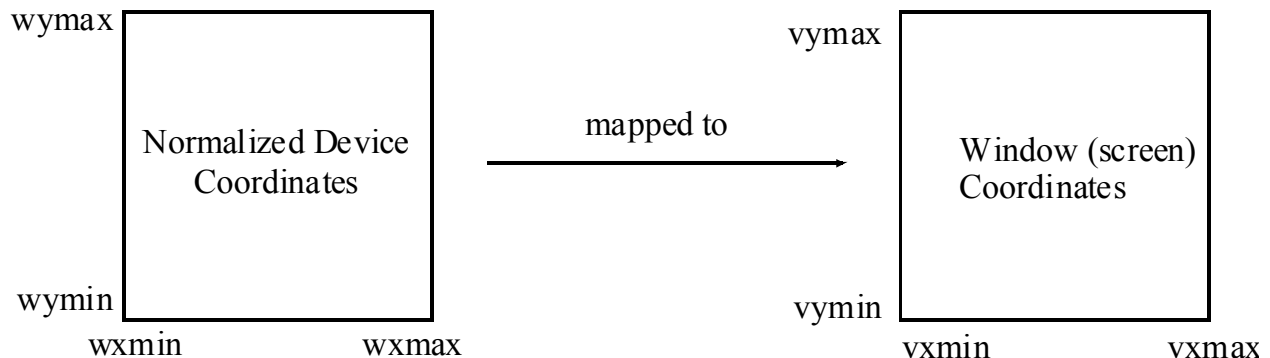 wymax
Normalized Device
Coordinates
wymin
wxmin
wxmax
mapped to
vymax
Window (screen)
Coordinates
vymin
vxmin
vxmax